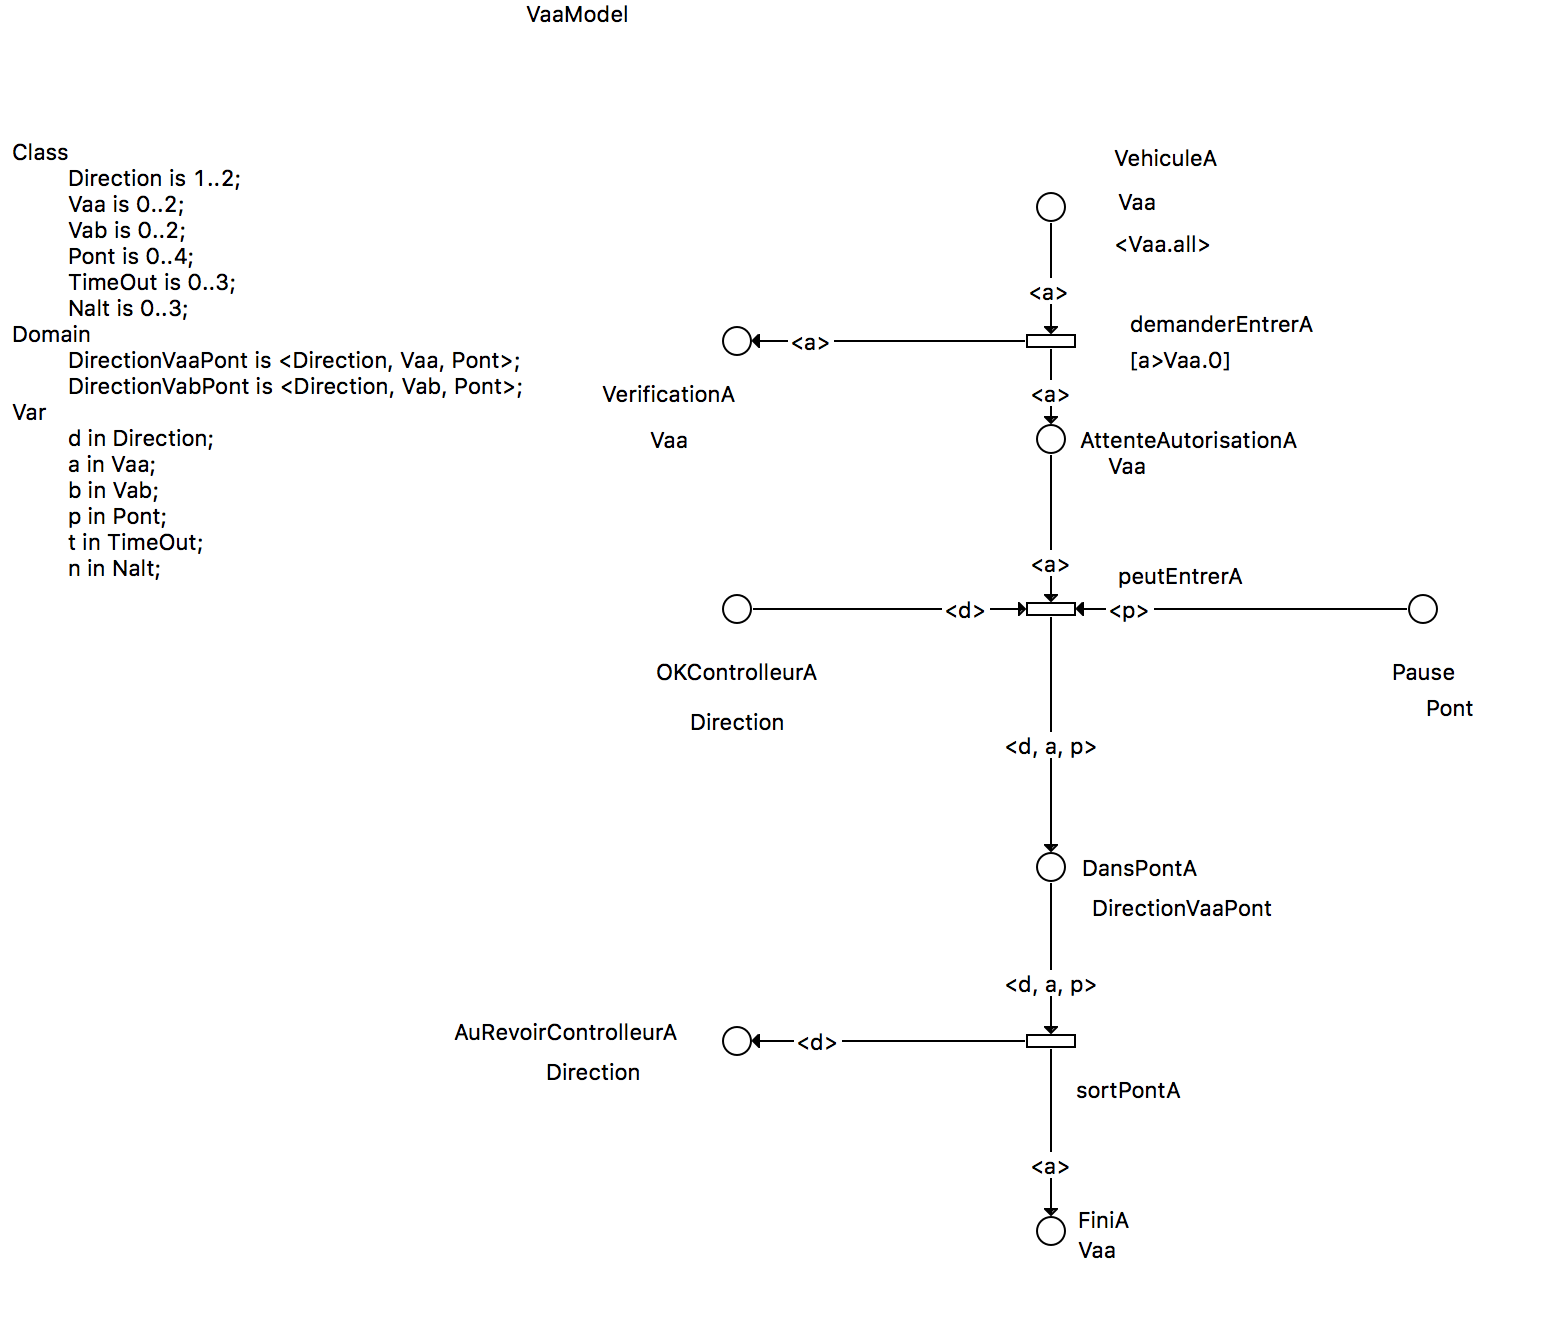 VaaModel
Class
Direction is 1..2;
Vaa is 0..2;
Vab is 0..2;
Pont is 0..4;
TimeOut is 0..3;
Nalt is 0..3;
Domain
DirectionVaaPont is <Direction, Vaa, Pont>;
DirectionVabPont is <Direction, Vab, Pont>;
Var
d in Direction;
a in Vaa;
b in Vab;
p in Pont;
t in TimeOut;
n in Nalt;
VehiculeA
Vaa
<Vaa.all>
<a>
demanderEntrerA
[a>Vaa.0]
<a>
VerificationA
Vaa
<a>
AttenteAutorisationA
Vaa
<a>
peutEntrerA
<d>
<p>
OKControlleurA
Direction
Pause
Pont
<d, a, p>
DansPontA
DirectionVaaPont
<d, a, p>
AuRevoirControlleurA
Direction
<d>
sortPontA
<a>
FiniA
Vaa